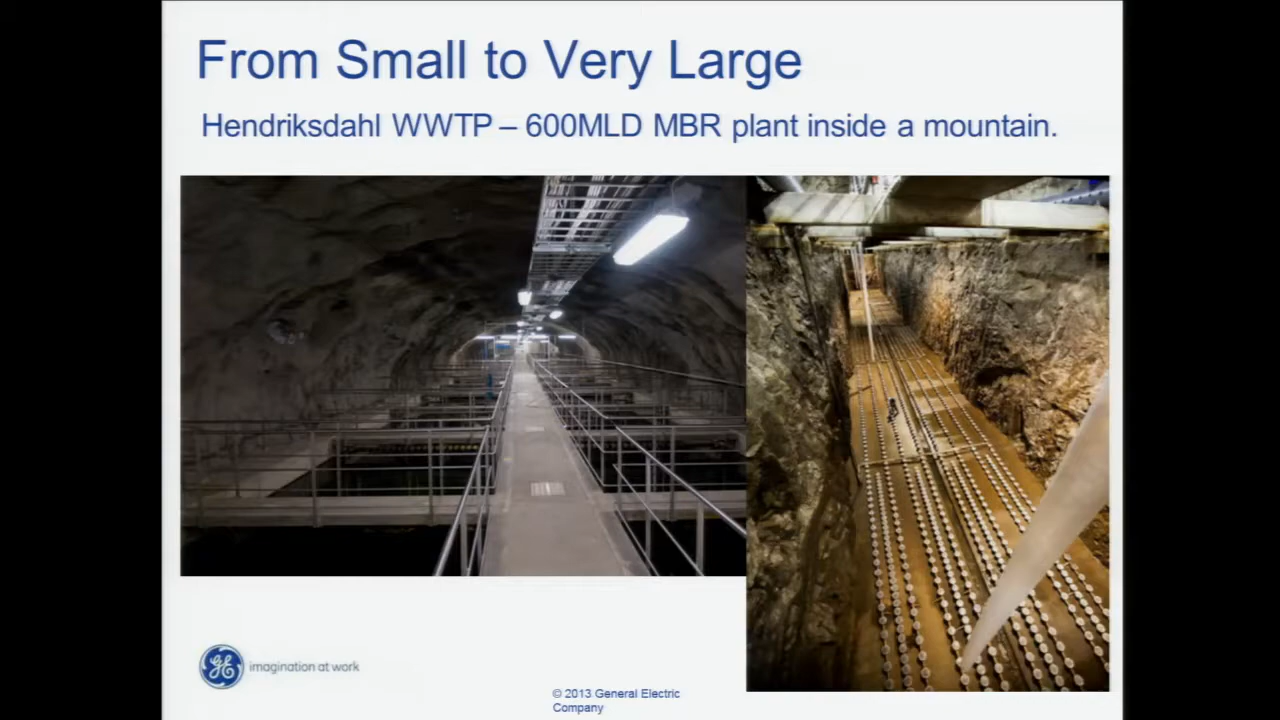 From Small to Very Large
Hendriksdahl WWTP – 600MLD MBR plant inside a mountain.
GE imagination at work
© 2013 General Electric
Company